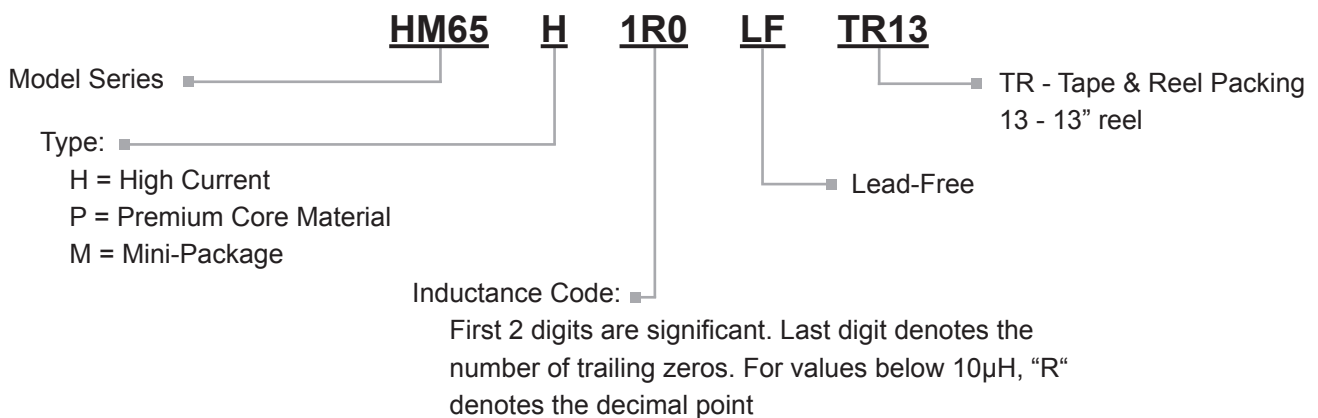 HM65 H 1R0 LF TR13
Model Series
TR - Tape & Reel Packing
13 - 13” reel
Type:
H = High Current
P = Premium Core Material
M = Mini-Package
Lead-Free
Inductance Code:
First 2 digits are significant. Last digit denotes the
number of trailing zeros. For values below 10µH, “R“
denotes the decimal point